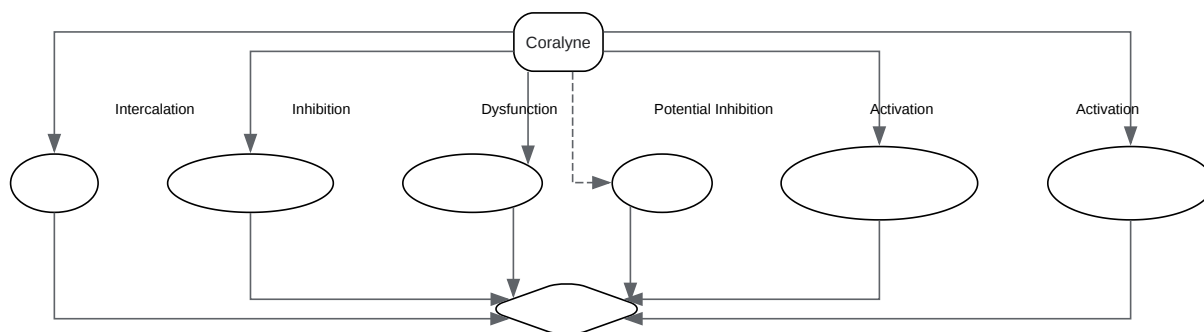 Coralyne
Intercalation
Inhibition
Dysfunction
Potential Inhibition
Activation
Activation